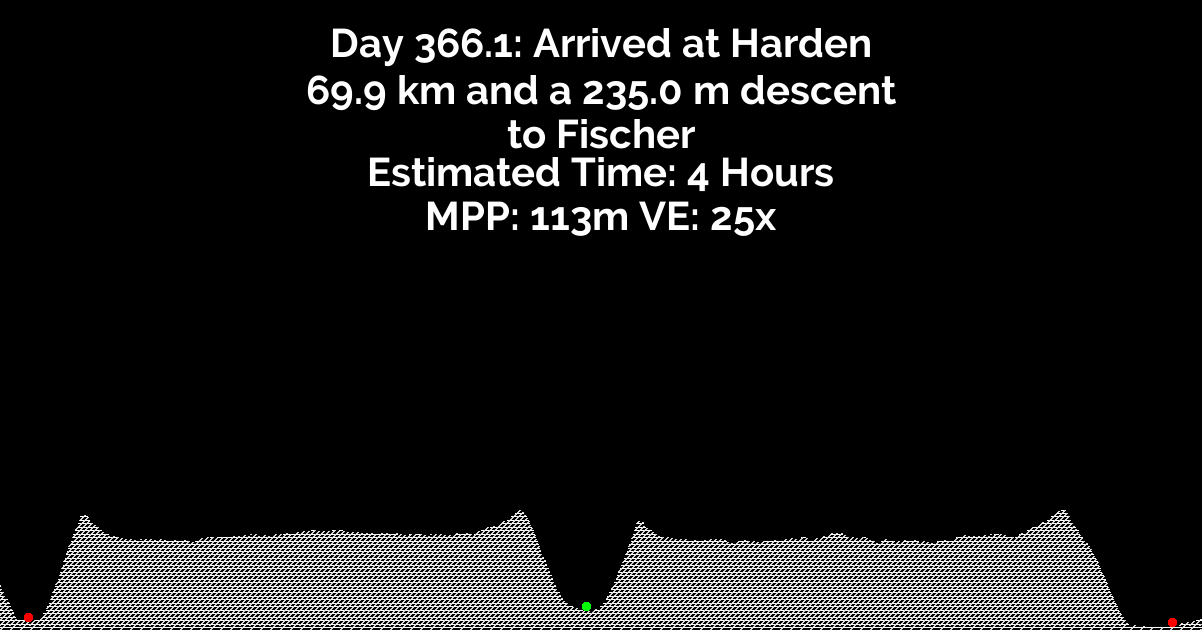 Day 366.1: Arrived at Harden
69.9 km and a 235.0 m descent
to Fischer
Estimated Time: 4 Hours
MPP: 113m VE: 25x